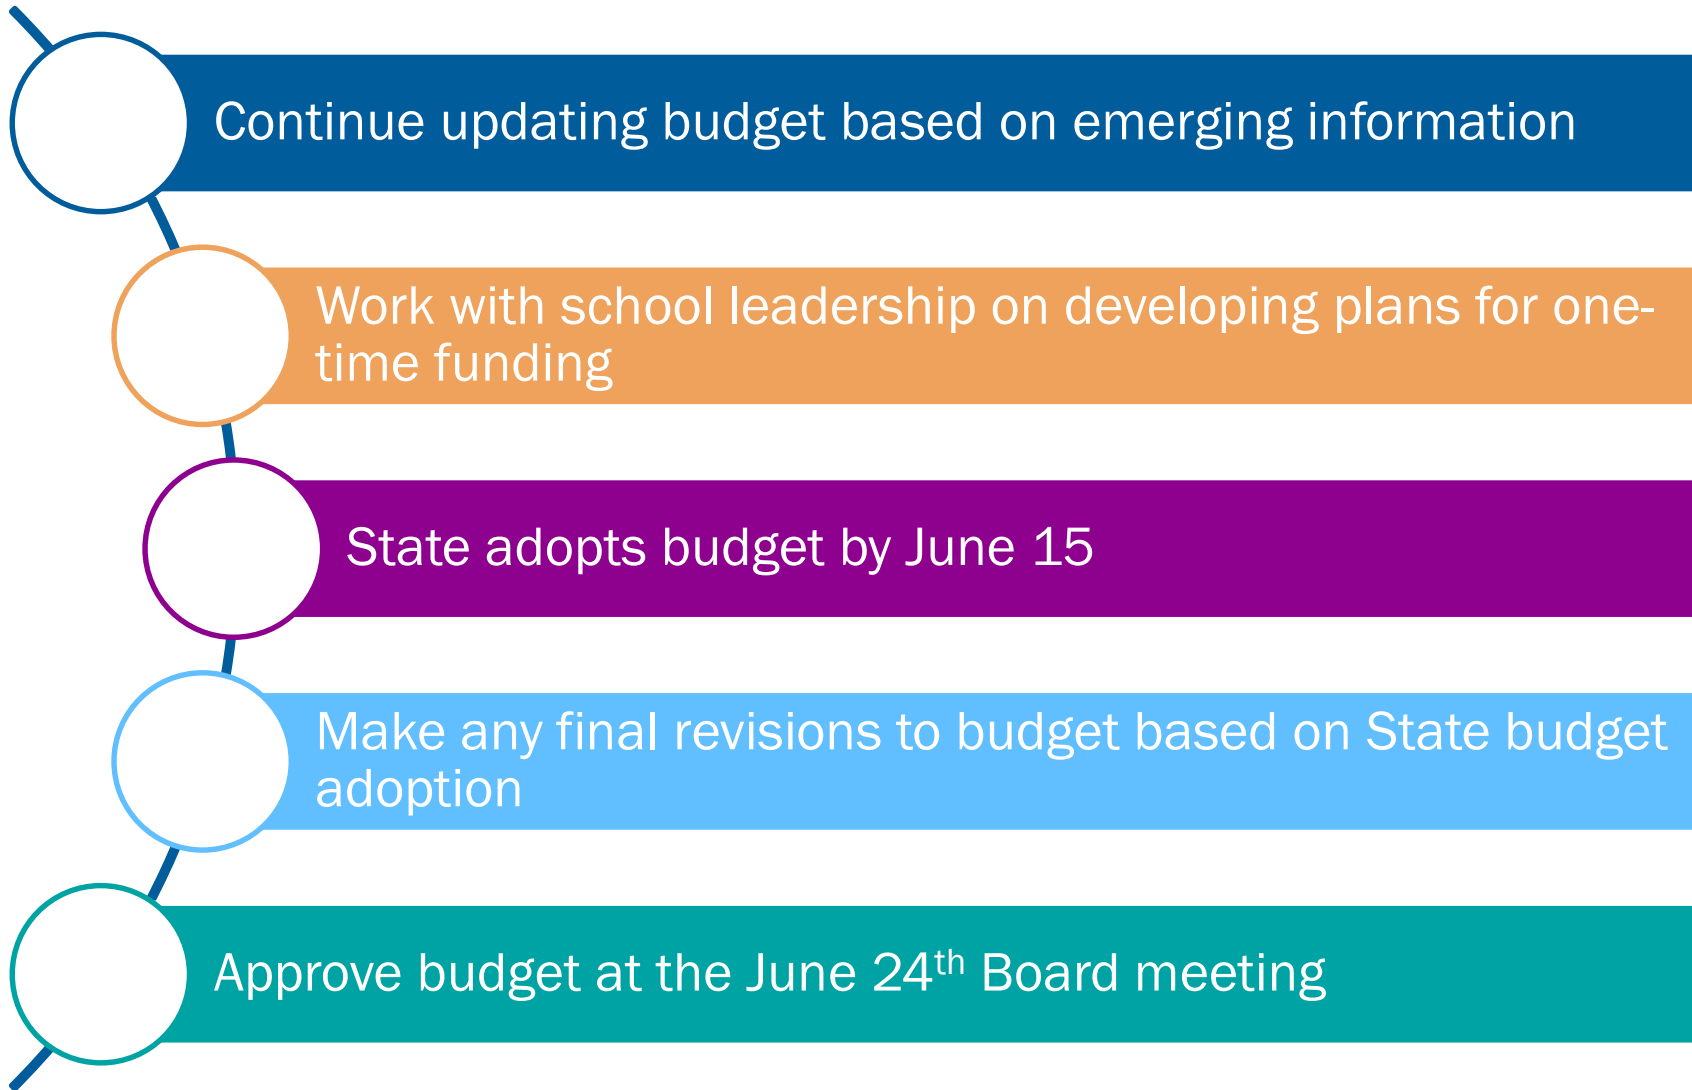 Continue updating budget based on emerging information
Work with school leadership on developing plans for one-
time funding
State adopts budget by June 15
Make any final revisions to budget based on State budget
adoption
Approve budget at the June 24th Board meeting